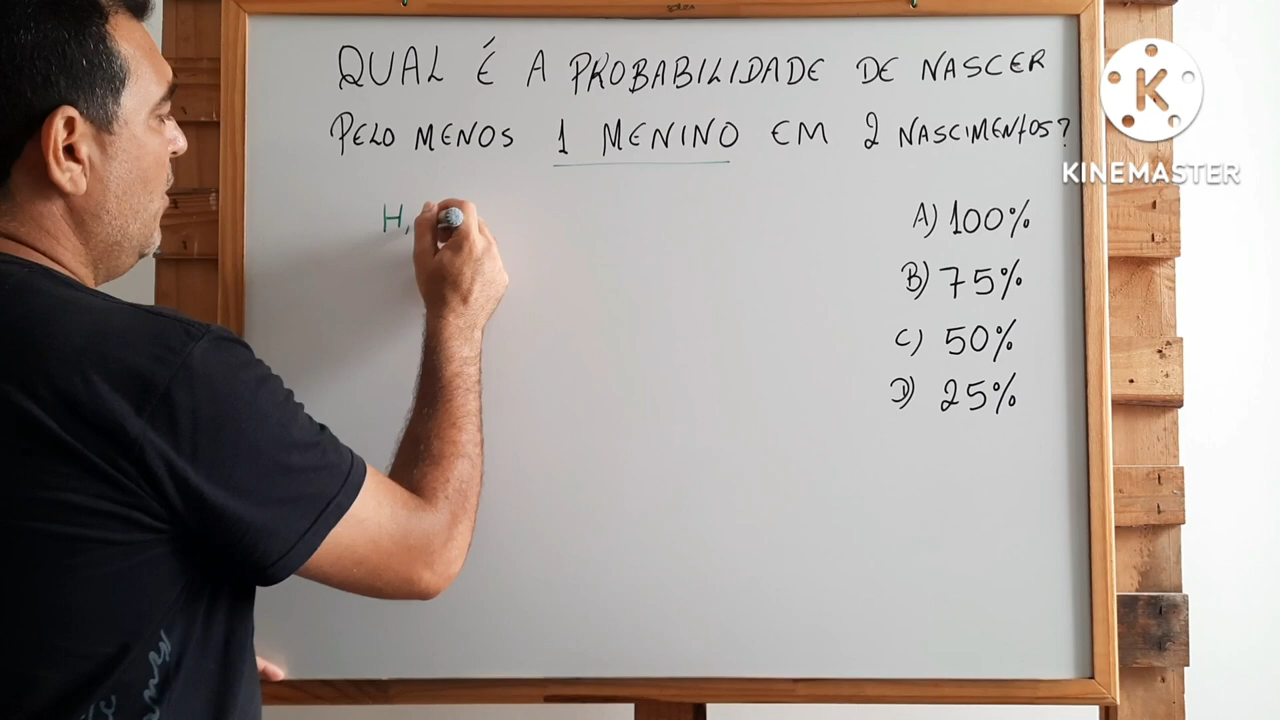 QUAL É A PROBABILIDADE DE NASCER
PELO MENOS 1 MENINO EM 2 NASCIMENTOS?
K
KINEMASTER
H,
A) 100%
B) 75%
C) 50%
D) 25%